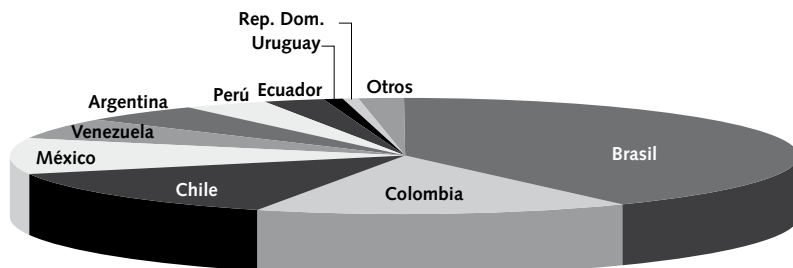 Rep. Dom.
Uruguay
Otros
Ecuador
Perú
Argentina
Venezuela
México
Brasil
Chile
Colombia